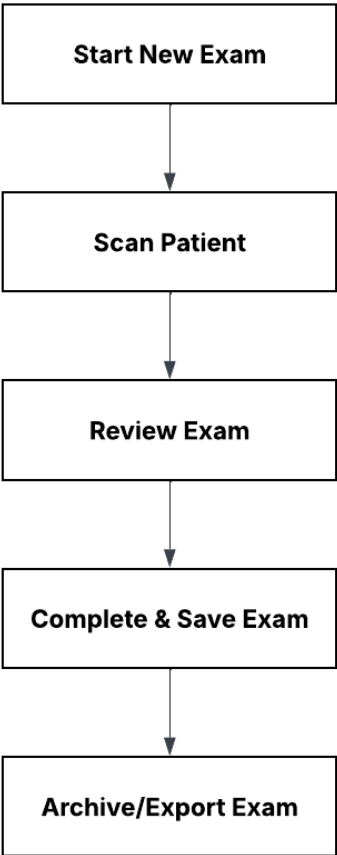 Start New Exam
Scan Patient
Review Exam
Complete & Save Exam
Archive/Export Exam